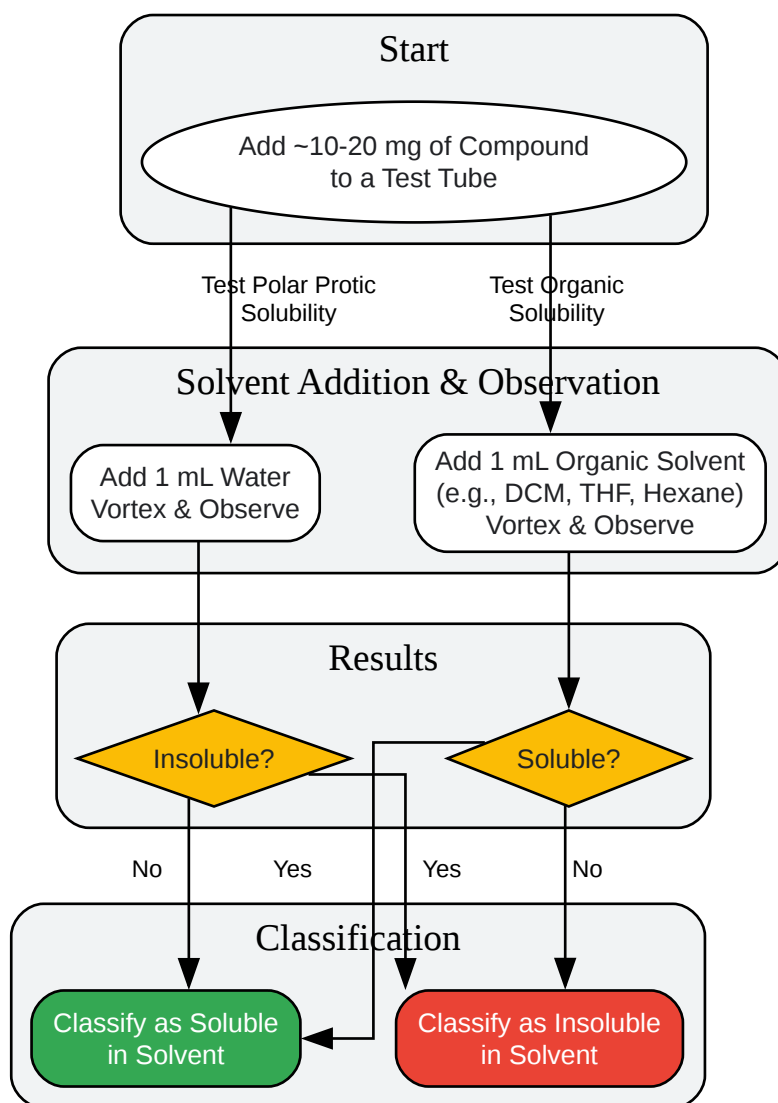 Start
Add ~10-20 mg of Compound
to a Test Tube
Test Polar Protic
Solubility
Test Organic
Solubility
Solvent Addition & Observation
Add 1 mL Water
Vortex & Observe
Add 1 mL Organic Solvent
(e.g., DCM, THF, Hexane)
Vortex & Observe
Results
Insoluble?
Soluble?
No
Yes
Yes
No
Classification
Classify as Soluble
in Solvent
Classify as Insoluble
in Solvent